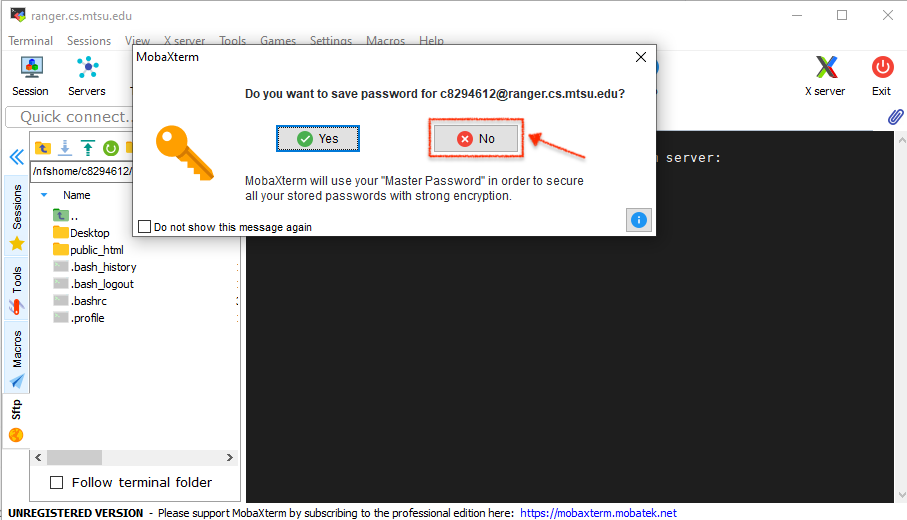 ranger.cs.mtsu.edu
Terminal Sessions View X server Tools Games Settings Macros Help
Session Servers X server Exit
Quick connect...
MobaXterm
Do you want to save password for c8294612@ranger.cs.mtsu.edu?
Yes No
MobaXterm will use your "Master Password" in order to secure
all your stored passwords with strong encryption.
Do not show this message again
server:
/nfshome/c8294612/
Name
..
Desktop
public_html
.bash_history
.bash_logout
.bashrc
.profile
Sessions
Tools
Macros
Sftp
Follow terminal folder
UNREGISTERED VERSION - Please support MobaXterm by subscribing to the professional edition here: https://mobaxterm.mobatek.net